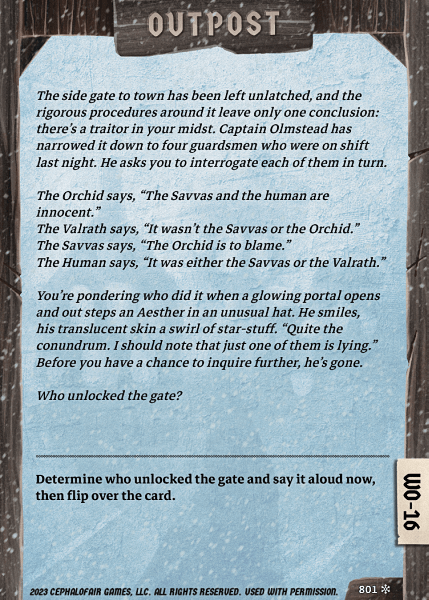 OUTPOST
The side gate to town has been left unlatched, and the
rigorous procedures around it leave only one conclusion:
there's a traitor in your midst. Captain Olmstead has
narrowed it down to four guardsmen who were on shift
last night. He asks you to interrogate each of them in turn.
The Orchid says, “The Savvas and the human are
innocent.”
The Valrath says, “It wasn't the Savvas or the Orchid.”
The Savvas says, “The Orchid is to blame.”
The Human says, “It was either the Savvas or the Valrath.”
You're pondering who did it when a glowing portal opens
and out steps an Aesther in an unusual hat. He smiles,
his translucent skin a swirl of star-stuff. “Quite the
conundrum. I should note that just one of them is lying.”
Before you have a chance to inquire further, he's gone.
Who unlocked the gate?
Determine who unlocked the gate and say it aloud now,
then flip over the card.
WO-16
2023 CEPHALOFAIR GAMES, LLC. ALL RIGHTS RESERVED. USED WITH PERMISSION.
801